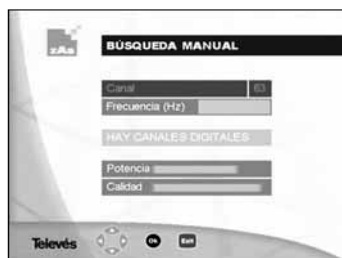 zAs
BÚSQUEDA MANUAL
Canal 63
Frecuencia (Hz)
HAY CANALES DIGITALES
Potencia
Calidad
Televés
Ok
Exit